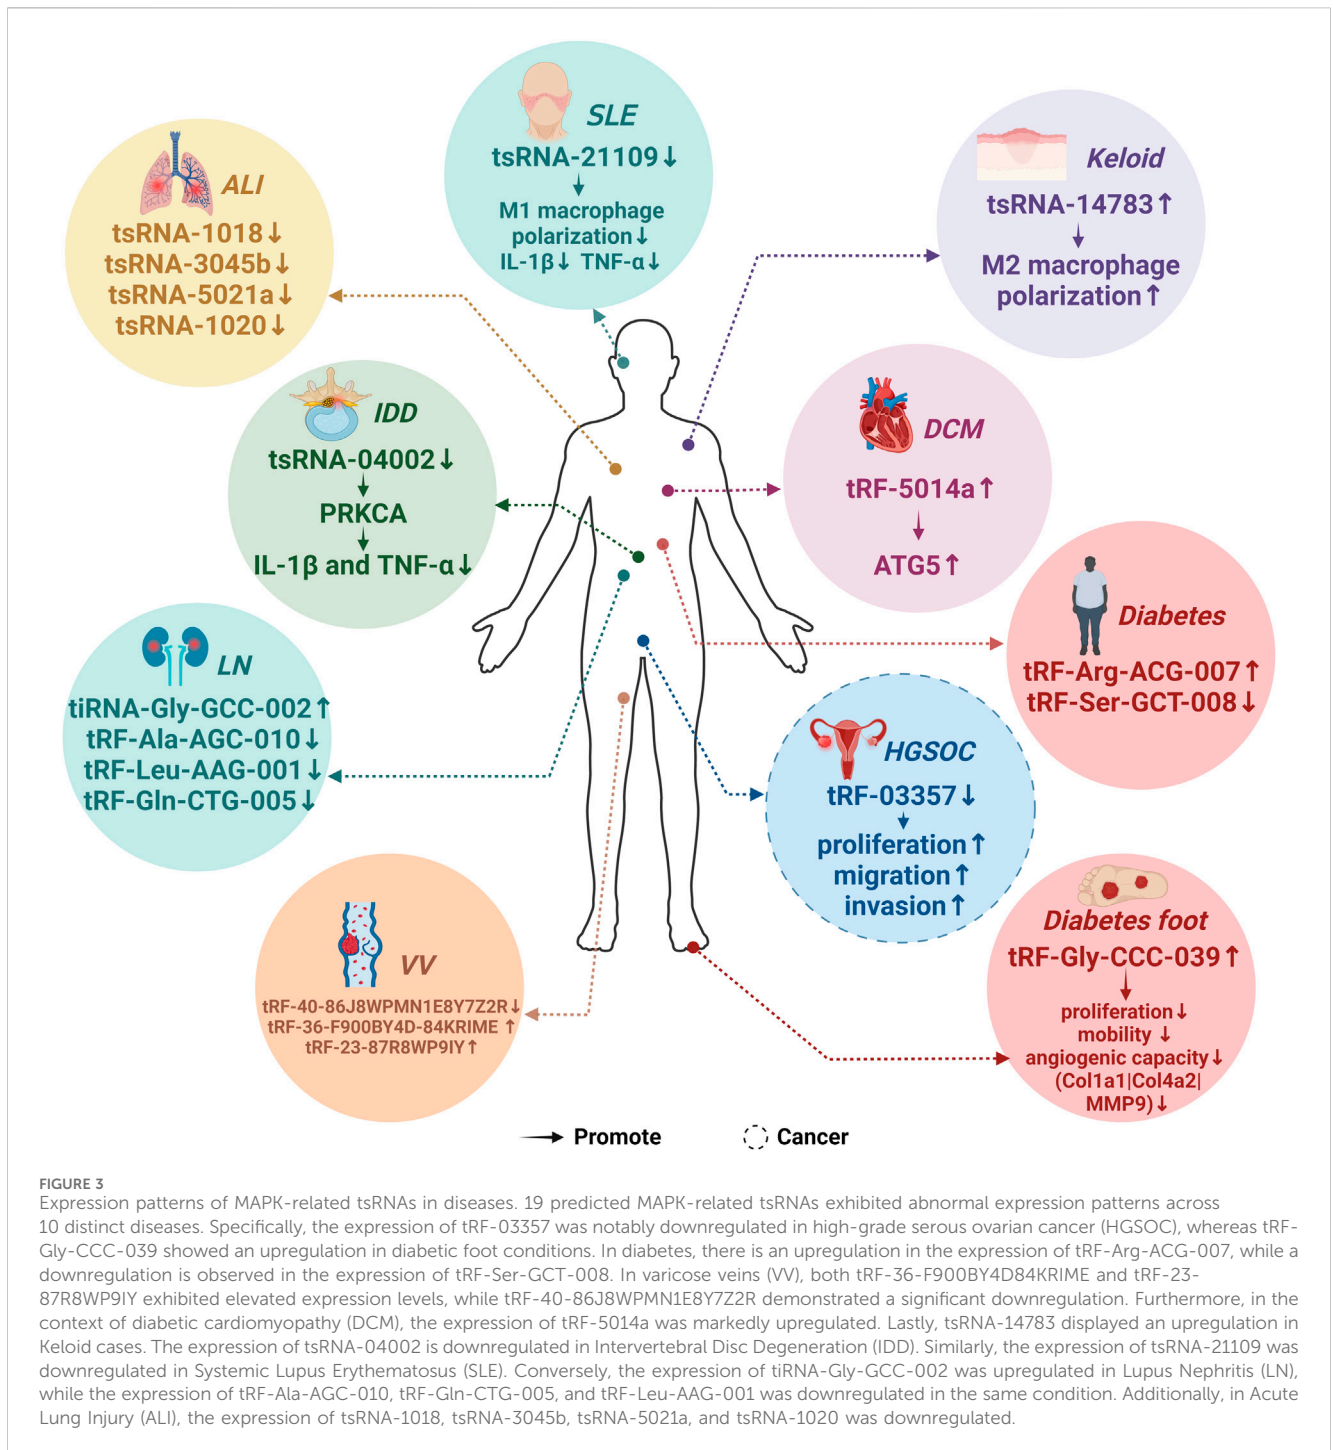 SLE
tsRNA-21109↓
M1 macrophage
polarization↓
IL-1β↓ TNF-α↓
ALI
tsRNA-1018↓
tsRNA-3045b↓
tsRNA-5021a↓
tsRNA-1020↓
Keloid
tsRNA-14783↑
M2 macrophage
polarization↑
IDD
tsRNA-04002↓
PRKCA
IL-1β and TNF-α↓
DCM
tRF-5014a↑
ATG5↑
Diabetes
tRF-Arg-ACG-007↑
tRF-Ser-GCT-008↓
LN
tiRNA-Gly-GCC-002↑
tRF-Ala-AGC-010↓
tRF-Leu-AAG-001↓
tRF-Gln-CTG-005↓
HGSOC
tRF-03357↓
proliferation↑
migration↑
invasion↑
VV
tRF-40-86J8WPMN1E8Y7Z2R↓
tRF-36-F900BY4D-84KRIME ↑
tRF-23-87R8WP9IY↑
Diabetes foot
tRF-Gly-CCC-039↑
proliferation↓
mobility ↓
angiogenic capacity↓
(Col1a1|Col4a2|
MMP9)↓
Promote
Cancer
FIGURE 3
Expression patterns of MAPK-related tsRNAs in diseases. 19 predicted MAPK-related tsRNAs exhibited abnormal expression patterns across
10 distinct diseases. Specifically, the expression of tRF-03357 was notably downregulated in high-grade serous ovarian cancer (HGSOC), whereas tRF-
Gly-CCC-039 showed an upregulation in diabetic foot conditions. In diabetes, there is an upregulation in the expression of tRF-Arg-ACG-007, while a
downregulation is observed in the expression of tRF-Ser-GCT-008. In varicose veins (VV), both tRF-36-F900BY4D84KRIME and tRF-23-
87R8WP9IY exhibited elevated expression levels, while tRF-40-86J8WPMN1E8Y7Z2R demonstrated a significant downregulation. Furthermore, in the
context of diabetic cardiomyopathy (DCM), the expression of tRF-5014a was markedly upregulated. Lastly, tsRNA-14783 displayed an upregulation in
Keloid cases. The expression of tsRNA-04002 is downregulated in Intervertebral Disc Degeneration (IDD). Similarly, the expression of tsRNA-21109 was
downregulated in Systemic Lupus Erythematosus (SLE). Conversely, the expression of tiRNA-Gly-GCC-002 was upregulated in Lupus Nephritis (LN),
while the expression of tRF-Ala-AGC-010, tRF-Gln-CTG-005, and tRF-Leu-AAG-001 was downregulated in the same condition. Additionally, in Acute
Lung Injury (ALI), the expression of tsRNA-1018, tsRNA-3045b, tsRNA-5021a, and tsRNA-1020 was downregulated.